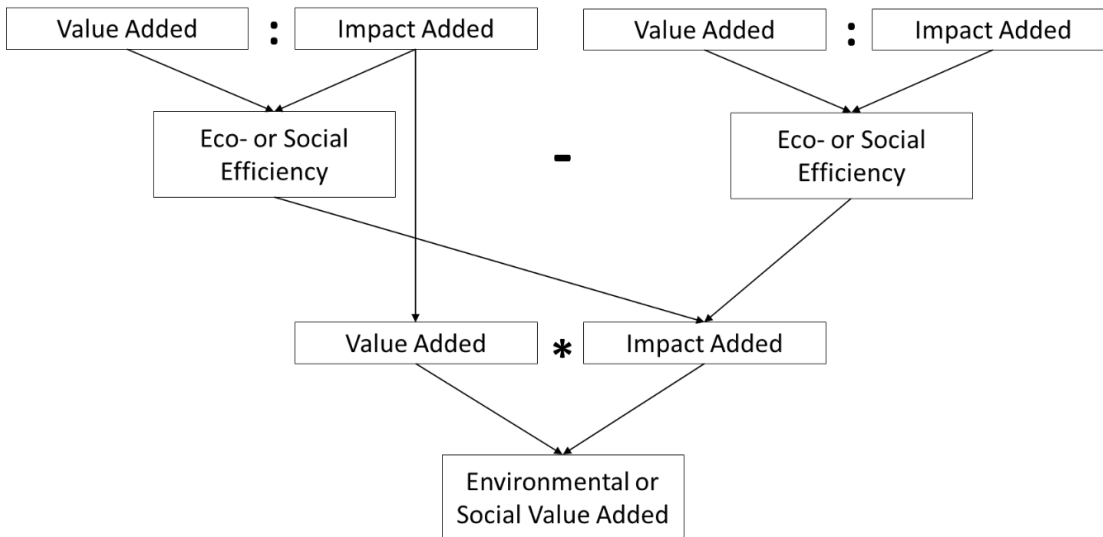 Value Added : Impact Added Value Added : Impact Added
Eco- or Social
Efficiency
-
Eco- or Social
Efficiency
Value Added * Impact Added
Environmental or
Social Value Added